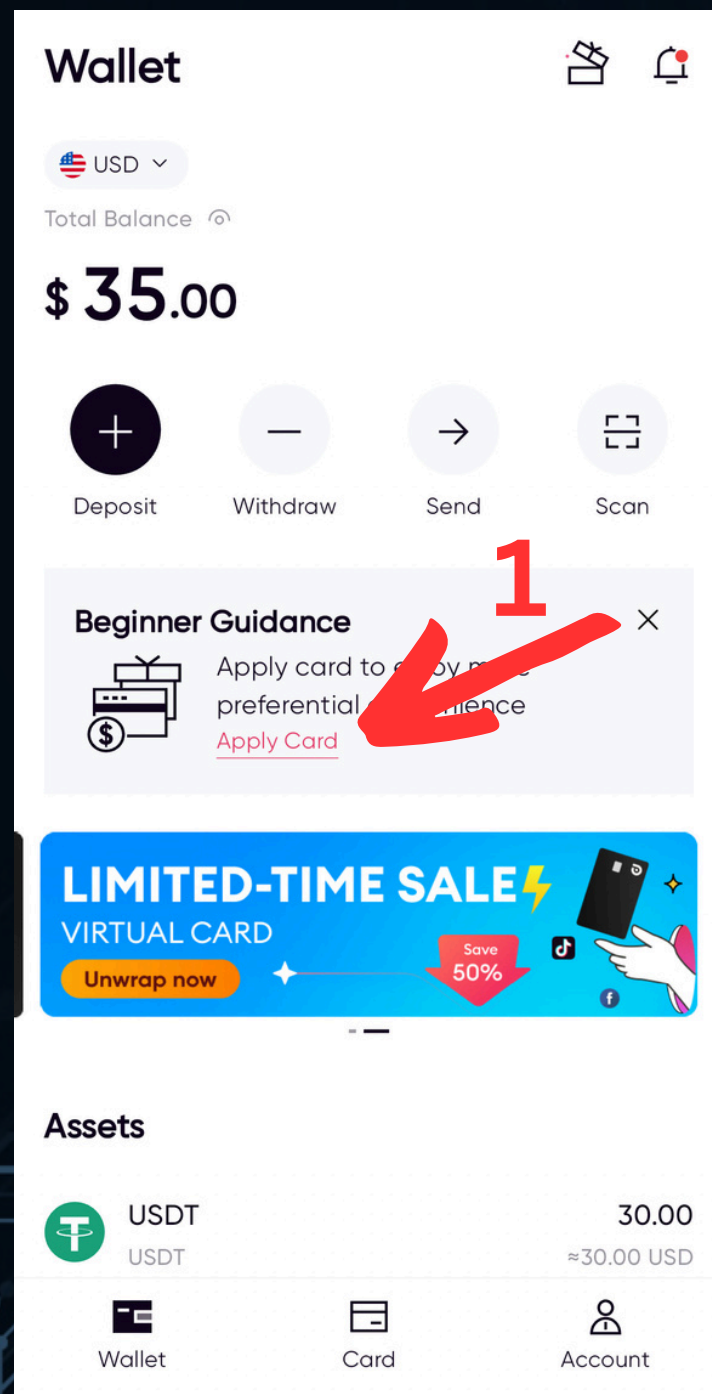 Wallet
USD
Total Balance
$ 35.00
Deposit Withdraw Send Scan
1
Beginner Guidance
Apply card to
preferential
Apply Card
LIMITED-TIME SALE
VIRTUAL CARD
Save
50%
Unwrap now
Assets
USDT 30.00
USDT ≈30.00 USD
Wallet Card Account